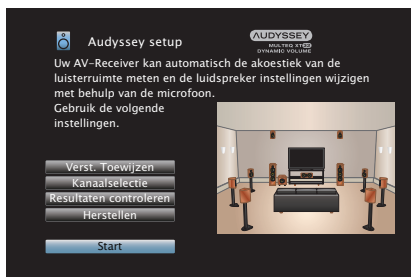 Audyssey setup
AUDYSSEY
MULTEQ XT32
DYNAMIC VOLUME
Uw AV-Receiver kan automatisch de akoestiek van de
luisterruimte meten en de luidspreker instellingen wijzigen
met behulp van de microfoon.
Gebruik de volgende
instellingen.
Verst. Toewijzen
Kanaalselectie
Resultaten controleren
Herstellen
Start